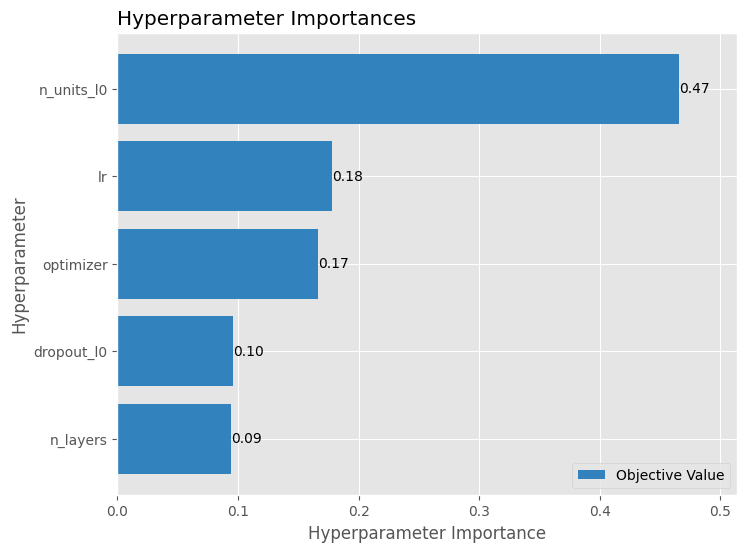 Hyperparameter Importances
Hyperparameter
n_units_l0
0.47
lr
0.18
optimizer
0.17
dropout_l0
0.10
n_layers
0.09
Objective Value
0.0 0.1 0.2 0.3 0.4 0.5
Hyperparameter Importance